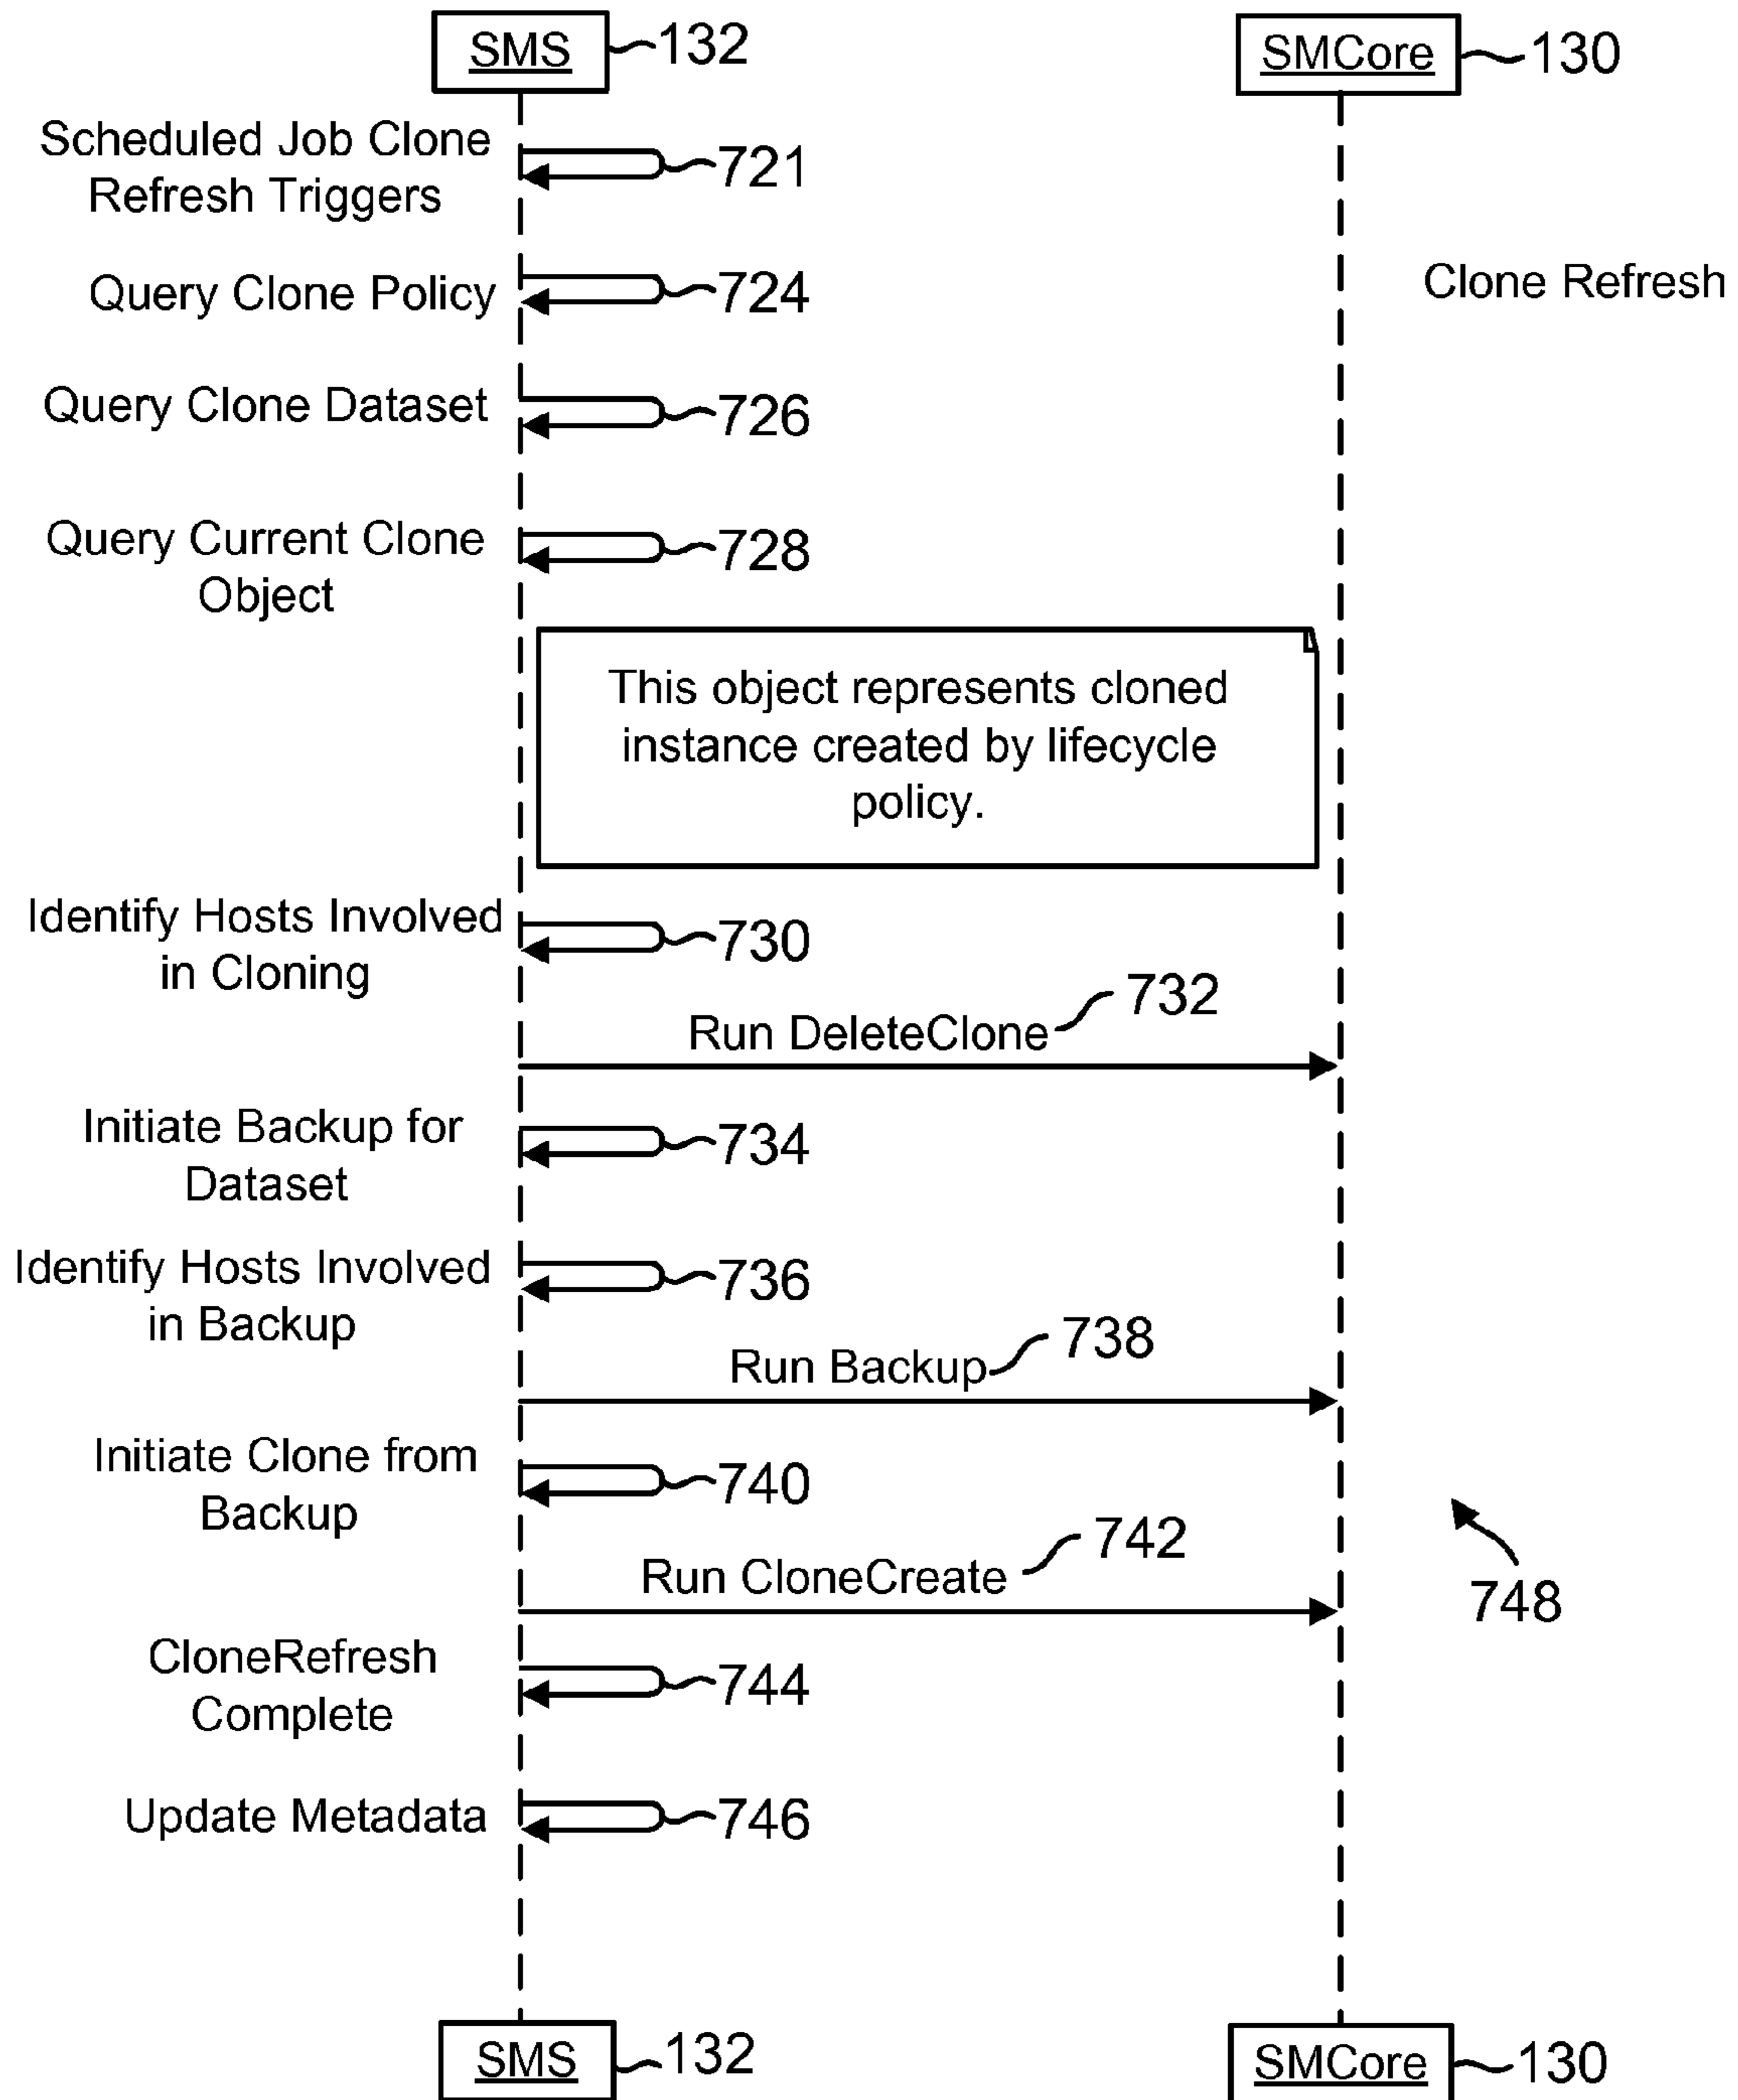 SMS 132
SMCore 130
Scheduled Job Clone
Refresh Triggers
721
Clone Refresh
Query Clone Policy
724
Query Clone Dataset
726
Query Current Clone
Object
728
This object represents cloned
instance created by lifecycle
policy.
Identify Hosts Involved
in Cloning
730
732
Run DeleteClone
Initiate Backup for
Dataset
734
Identify Hosts Involved
in Backup
736
738
Run Backup
Initiate Clone from
Backup
740
742
Run CloneCreate
748
CloneRefresh
Complete
744
Update Metadata
746
SMS 132
SMCore 130